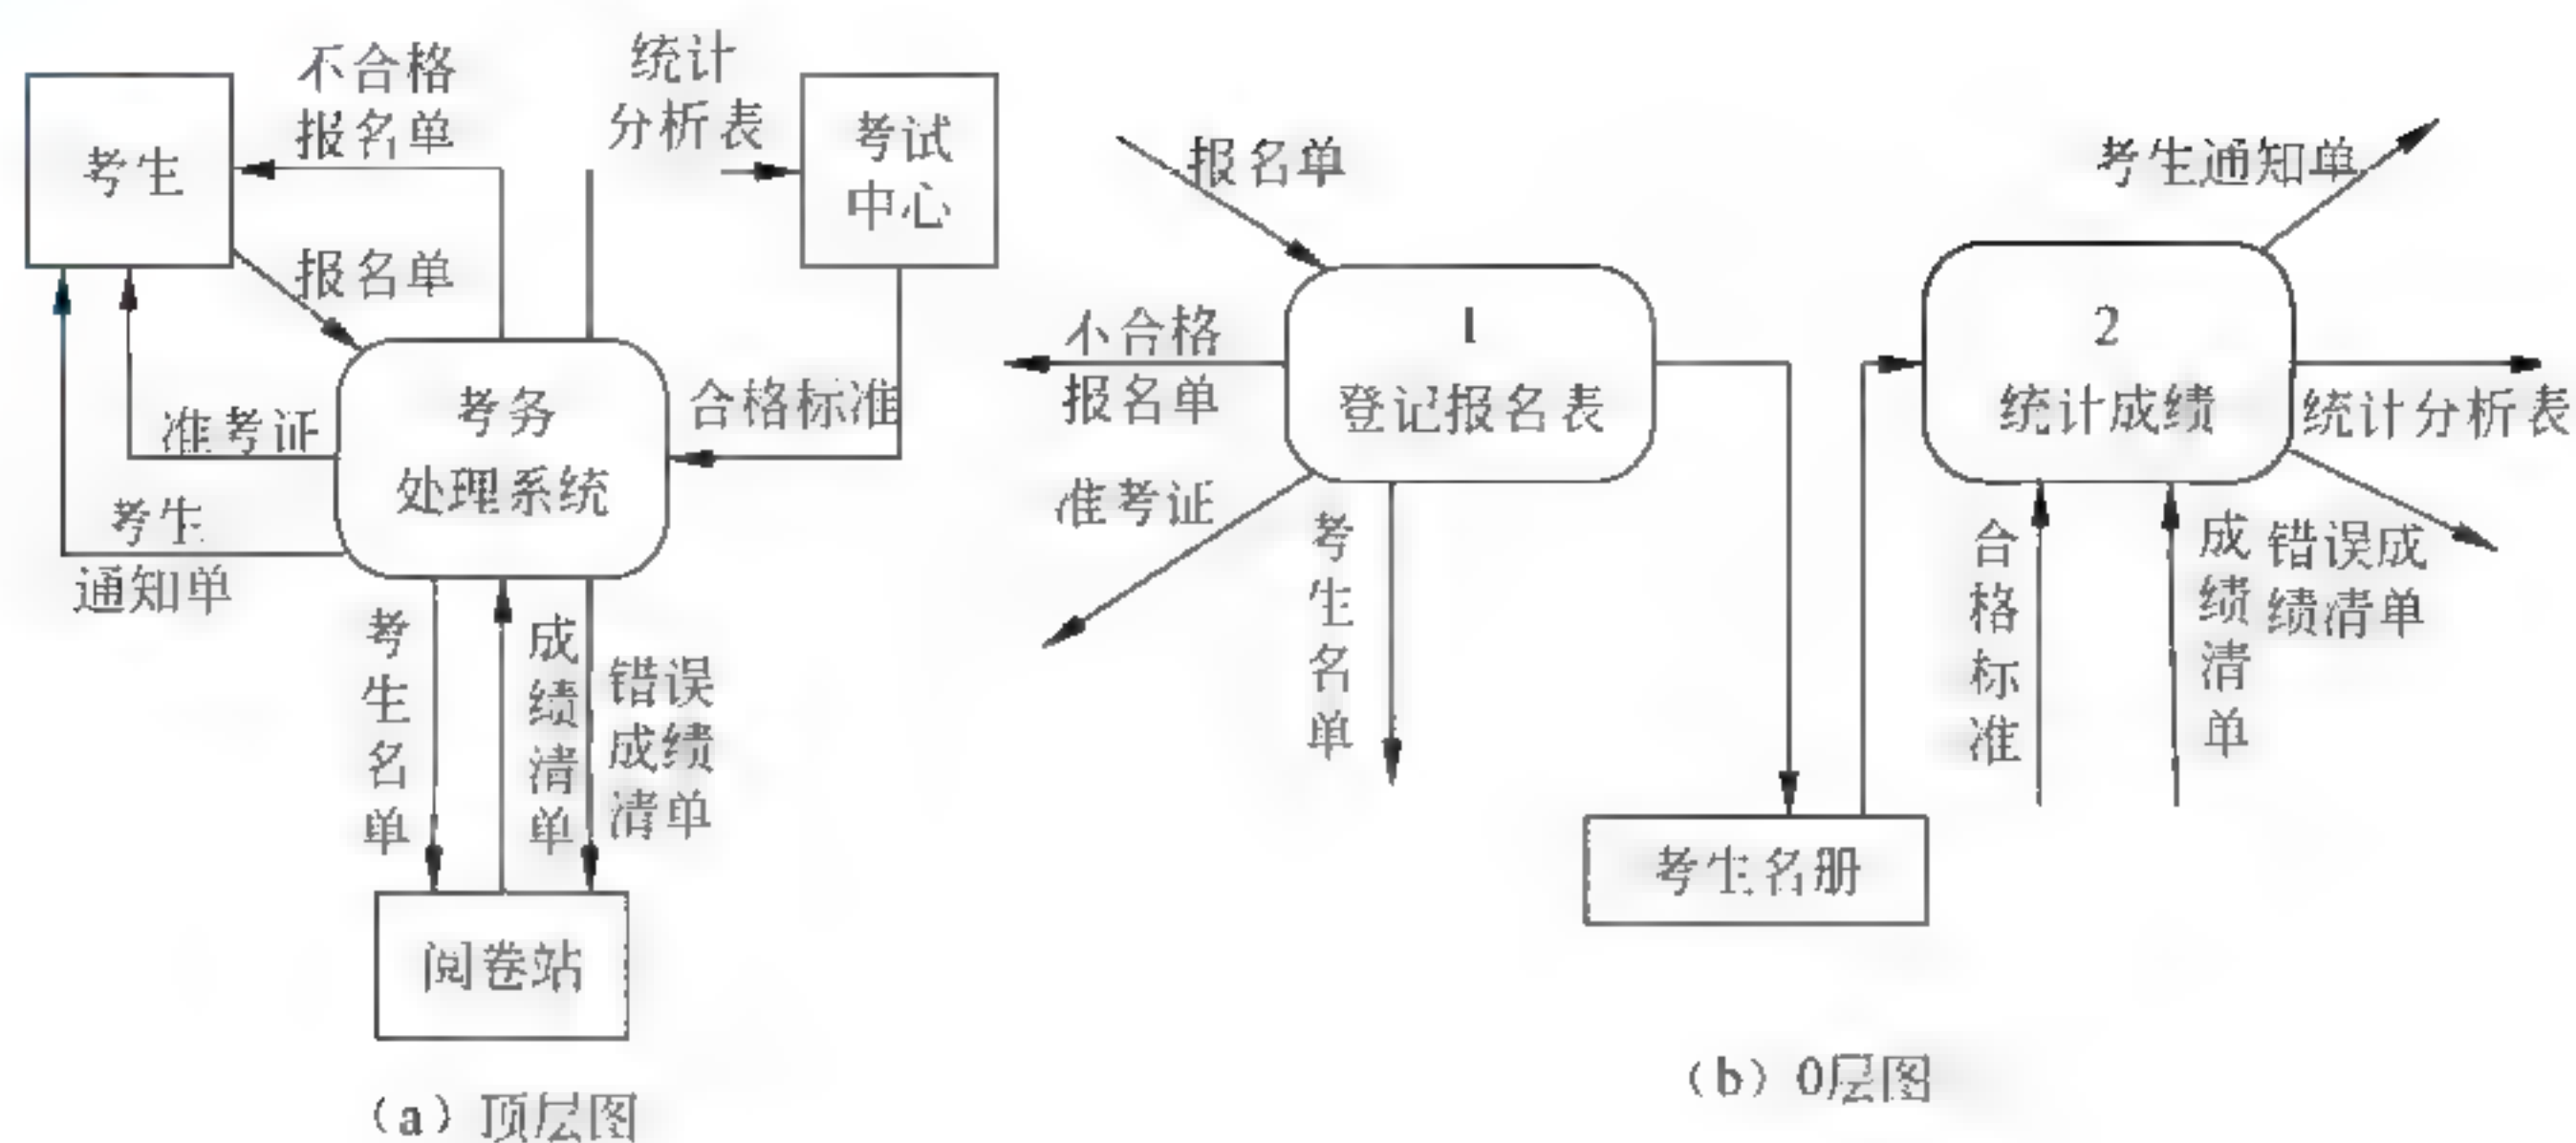 不合格
报名单
统计
分析表
考生
考试
中心
报名单
准考证
考务
处理系统
合格标准
考生
通知单
考生名单
成绩清单
错误
成绩
清单
阅卷站
(a) 顶层图
报名单
不合格
报名单
准考证
1
登记报名表
考生名单
考生名册
考生通知单
2
统计成绩
统计分析表
合格标准
成绩清单
错误成
绩清单
(b) 0层图